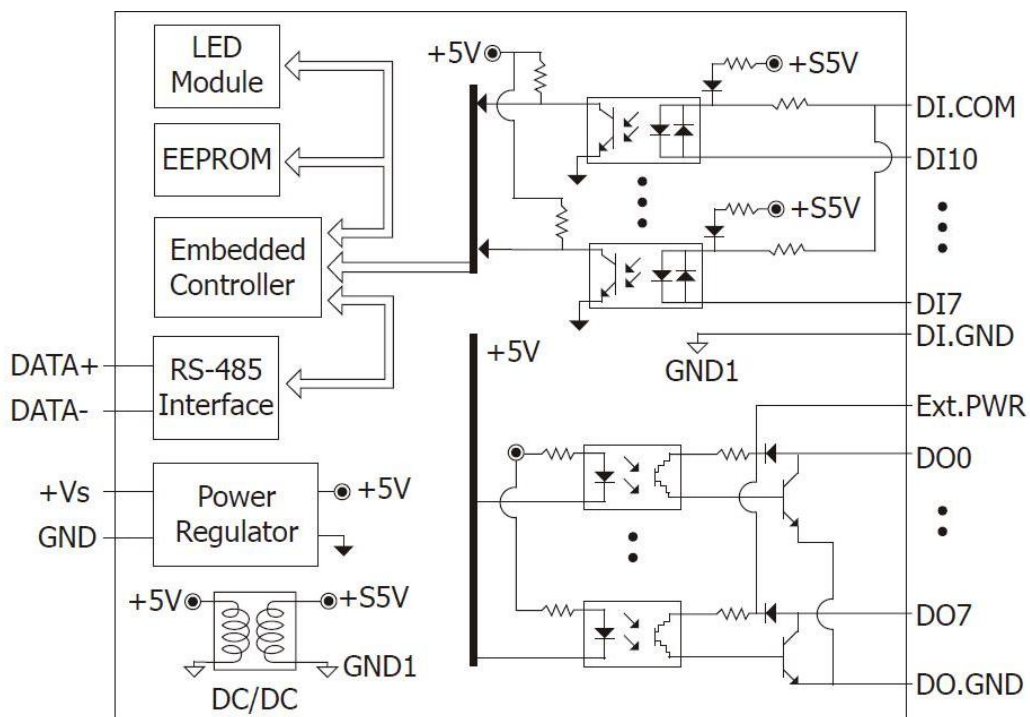 LED
Module
EEPROM
Embedded
Controller
RS-485
Interface
DATA+
DATA-
+Vs
GND
Power
Regulator
+5V
+5V
+S5V
GND1
DC/DC
+5V
+S5V
DI.COM
DI10
+S5V
DI7
DI.GND
GND1
+5V
Ext.PWR
DO0
DO7
DO.GND